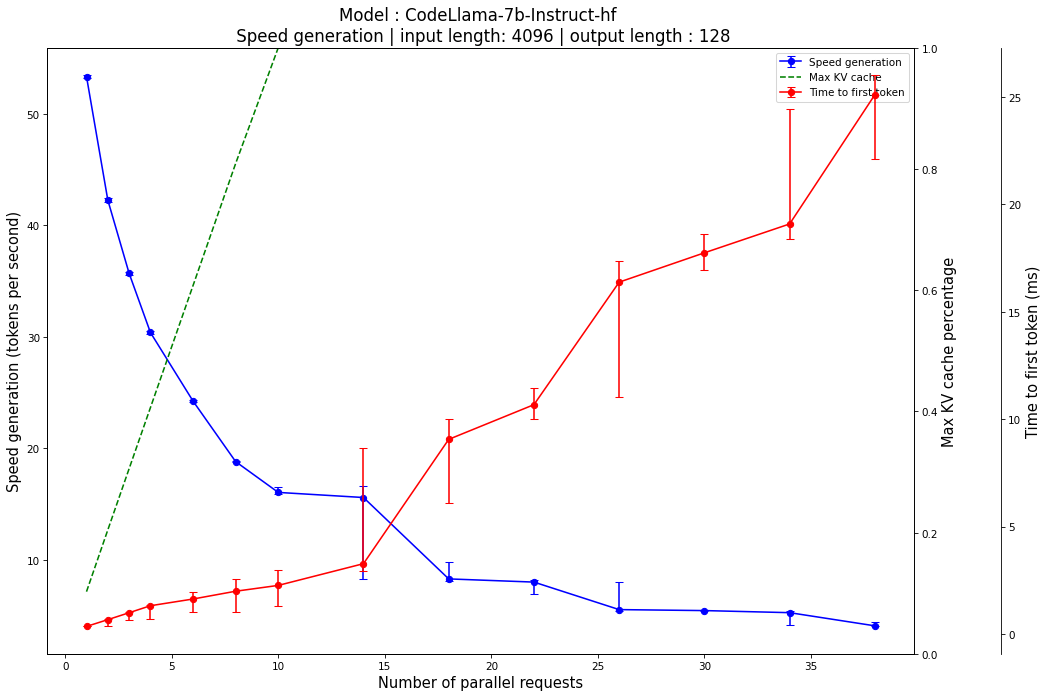 Model : CodeLlama-7b-Instruct-hf
Speed generation | input length: 4096 | output length : 128
Speed generation
Max KV cache
Time to first token
Speed generation (tokens per second)
50
40
30
20
10
0
5
10
15
20
25
30
35
Number of parallel requests
1.0
0.8
0.6
0.4
0.2
0.0
Max KV cache percentage
25
20
15
10
5
0
Time to first token (ms)